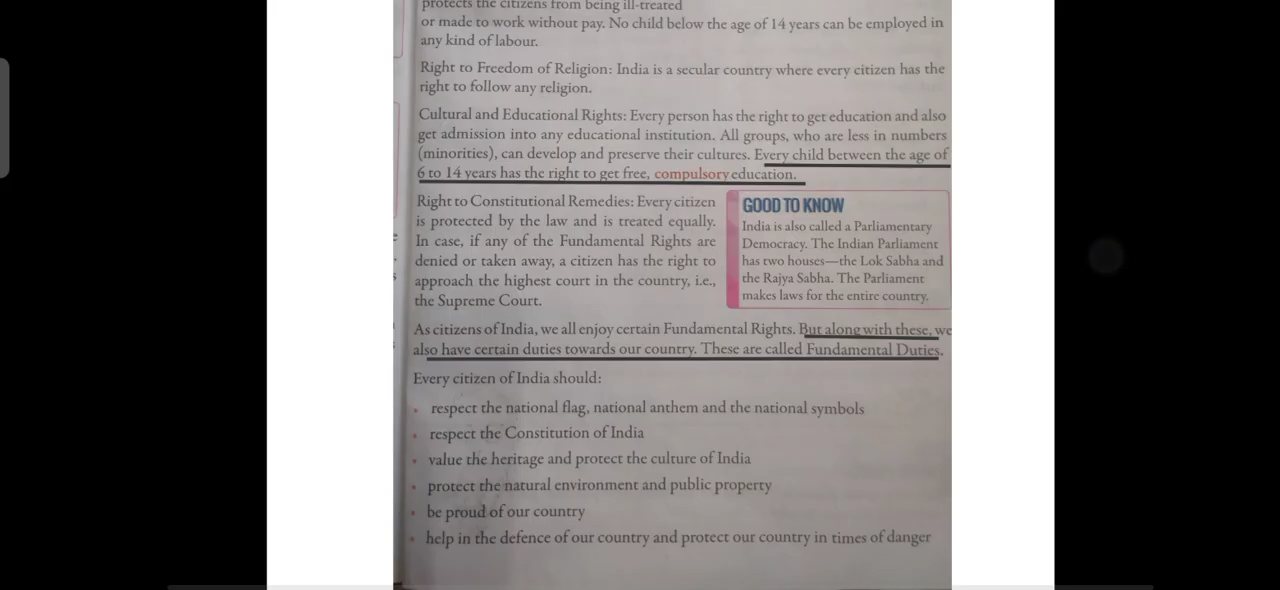 protects the citizens from being ill-treated
or made to work without pay. No child below the age of 14 years can be employed in
any kind of labour.
Right to Freedom of Religion: India is a secular country where every citizen has the
right to follow any religion.
Cultural and Educational Rights: Every person has the right to get education and also
get admission into any educational institution. All groups, who are less in numbers
(minorities), can develop and preserve their cultures. Every child between the age of
6 to 14 years has the right to get free, compulsory education.
Right to Constitutional Remedies: Every citizen
is protected by the law and is treated equally.
In case, if any of the Fundamental Rights are
denied or taken away, a citizen has the right to
approach the highest court in the country, i.e.,
the Supreme Court.
GOOD TO KNOW
India is also called a Parliamentary
Democracy. The Indian Parliament
has two houses—the Lok Sabha and
the Rajya Sabha. The Parliament
makes laws for the entire country.
As citizens of India, we all enjoy certain Fundamental Rights. But along with these, we
also have certain duties towards our country. These are called Fundamental Duties.
Every citizen of India should:
• respect the national flag, national anthem and the national symbols
• respect the Constitution of India
• value the heritage and protect the culture of India
• protect the natural environment and public property
• be proud of our country
• help in the defence of our country and protect our country in times of danger